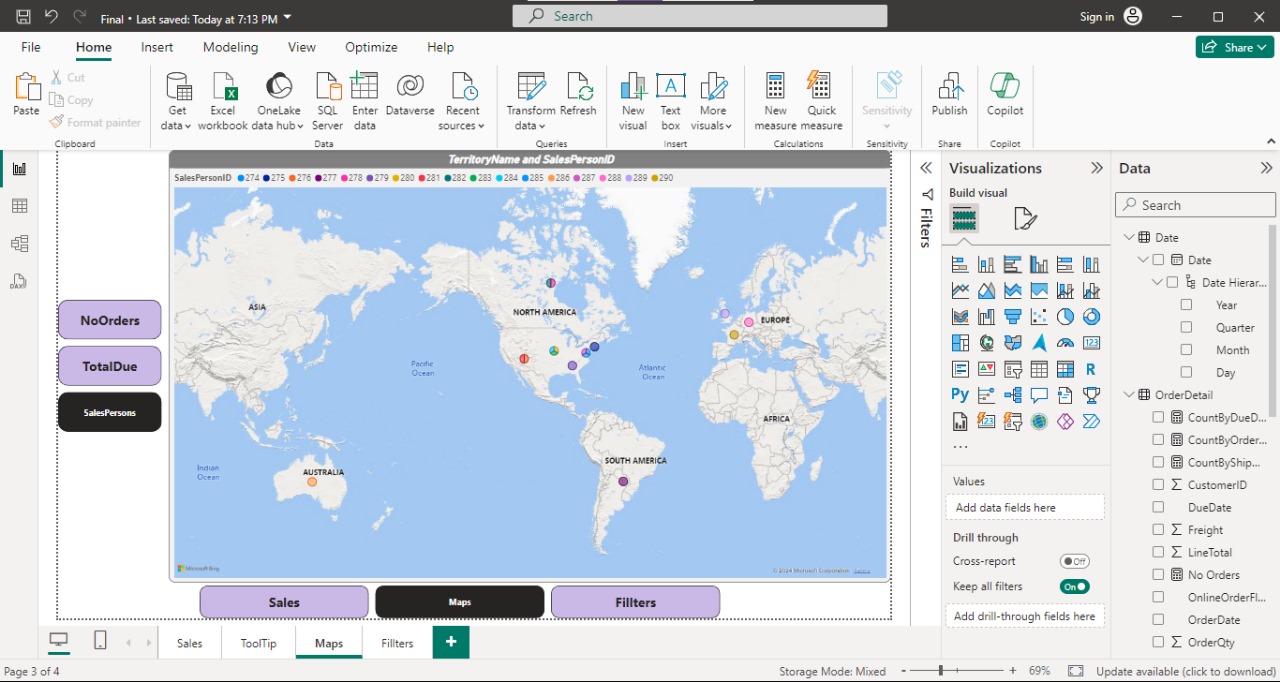 Final • Last saved: Today at 7:13 PM
Search
Sign in
File Home Insert Modeling View Optimize Help
Share
Paste
Cut
Copy
Format painter
Clipboard
Get data
Excel workbook
OneLake data hub
SQL Server
Enter data
Dataverse
Recent sources
Data
Transform data
Refresh
Queries
New visual
Text box
More visuals
Insert
New measure
Quick measure
Calculations
Sensitivity
Sensitivity
Publish
Share
Copilot
Copilot
TerritoryName and SalesPersonID
SalesPersonID 274 275 276 277 278 279 280 281 282 283 284 285 286 287 288 289 290
NoOrders
TotalDue
SalesPersons
ASIA
NORTH AMERICA
EUROPE
Pacific Ocean
Atlantic Ocean
AFRICA
SOUTH AMERICA
Indian Ocean
AUSTRALIA
Microsoft Bing
© 2024 Microsoft Corporation Terms
Sales
Maps
Fillters
Filters
Visualizations
Build visual
123
Py
R
123
...
Values
Add data fields here
Drill through
Cross-report
Off
Keep all filters
On
Add drill-through fields here
Data
Search
Date
Date
Date Hierar...
Year
Quarter
Month
Day
OrderDetail
CountByDueD...
CountByOrder...
CountByShip...
CustomerID
DueDate
Freight
LineTotal
No Orders
OnlineOrderFl...
OrderDate
OrderQty
Sales ToolTip Maps Fillters
Page 3 of 4
Storage Mode: Mixed
- + 69%
Update available (click to download)